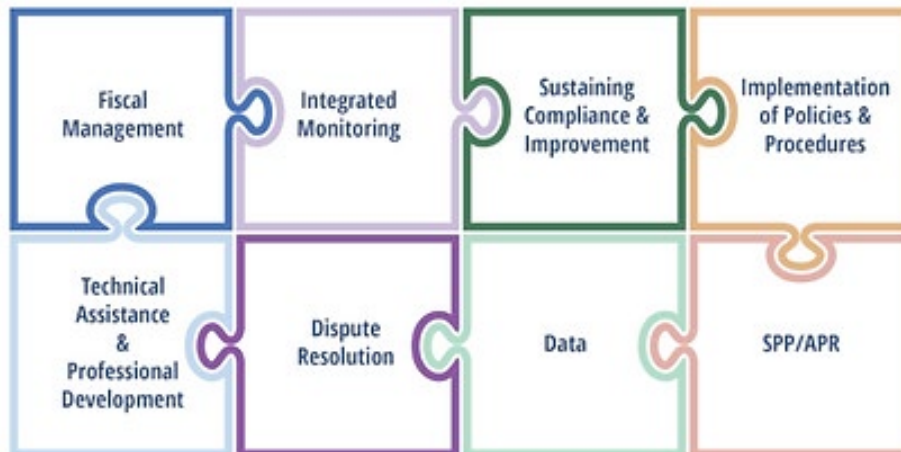 Fiscal
Management
Integrated
Monitoring
Sustaining
Compliance &
Improvement
Implementation
of Policies &
Procedures
Technical
Assistance
&
Professional
Development
Dispute
Resolution
Data
SPP/APR